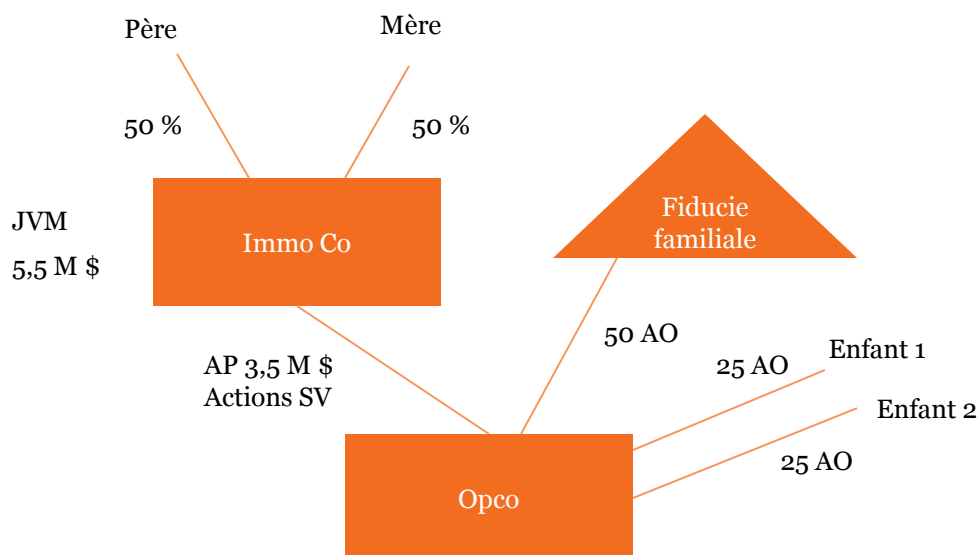 Père
Mère
50 %
50 %
JVM
5,5 M $
Immo Co
Fiducie
familiale
50 AO
Enfant 1
AP 3,5 M $
Actions SV
25 AO
Enfant 2
25 AO
Opco